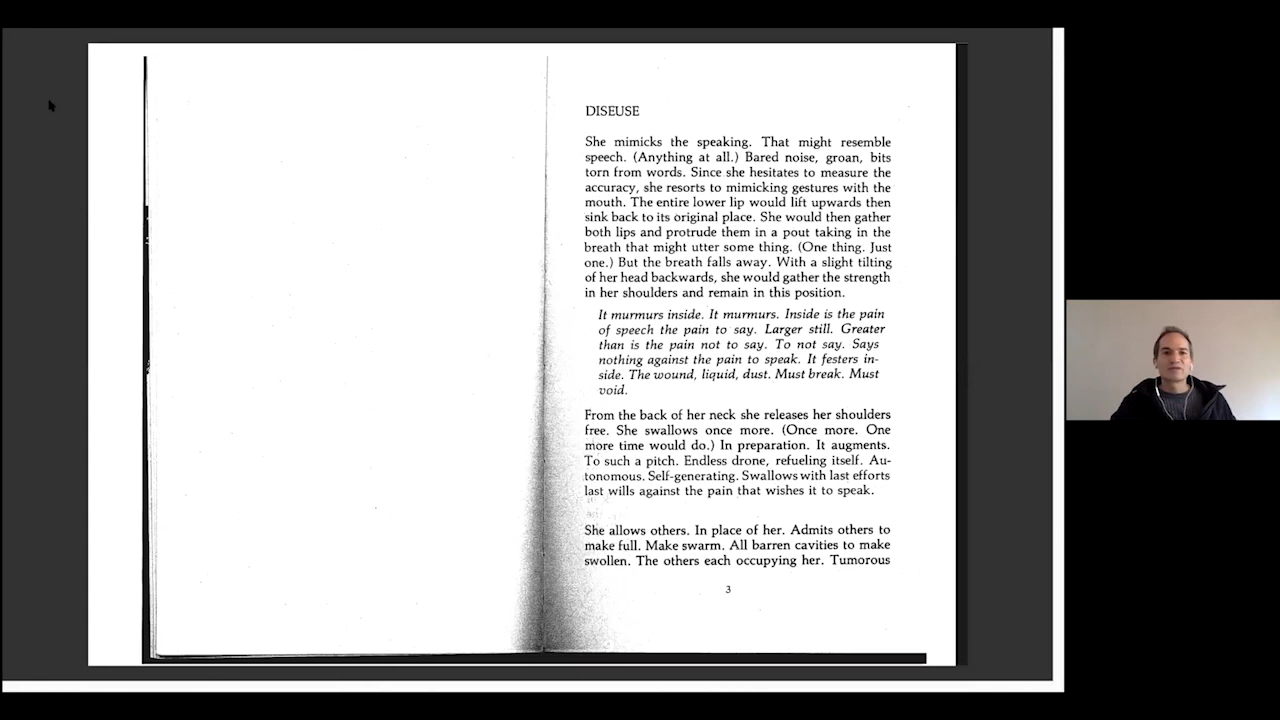 DISEUSE
She mimicks the speaking. That might resemble
speech. (Anything at all.) Bared noise, groan, bits
torn from words. Since she hesitates to measure the
accuracy, she resorts to mimicking gestures with the
mouth. The entire lower lip would lift upwards then
sink back to its original place. She would then gather
both lips and protrude them in a pout taking in the
breath that might utter some thing. (One thing. Just
one.) But the breath falls away. With a slight tilting
of her head backwards, she would gather the strength
in her shoulders and remain in this position.
It murmurs inside. It murmurs. Inside is the pain
of speech the pain to say. Larger still. Greater
than is the pain not to say. To not say. Says
nothing against the pain to speak. It festers in-
side. The wound, liquid, dust. Must break. Must
void.
From the back of her neck she releases her shoulders
free. She swallows once more. (Once more. One
more time would do.) In preparation. It augments.
To such a pitch. Endless drone, refueling itself. Au-
tonomous. Self-generating. Swallows with last efforts
last wills against the pain that wishes it to speak.
She allows others. In place of her. Admits others to
make full. Make swarm. All barren cavities to make
swollen. The others each occupying her. Tumorous
3